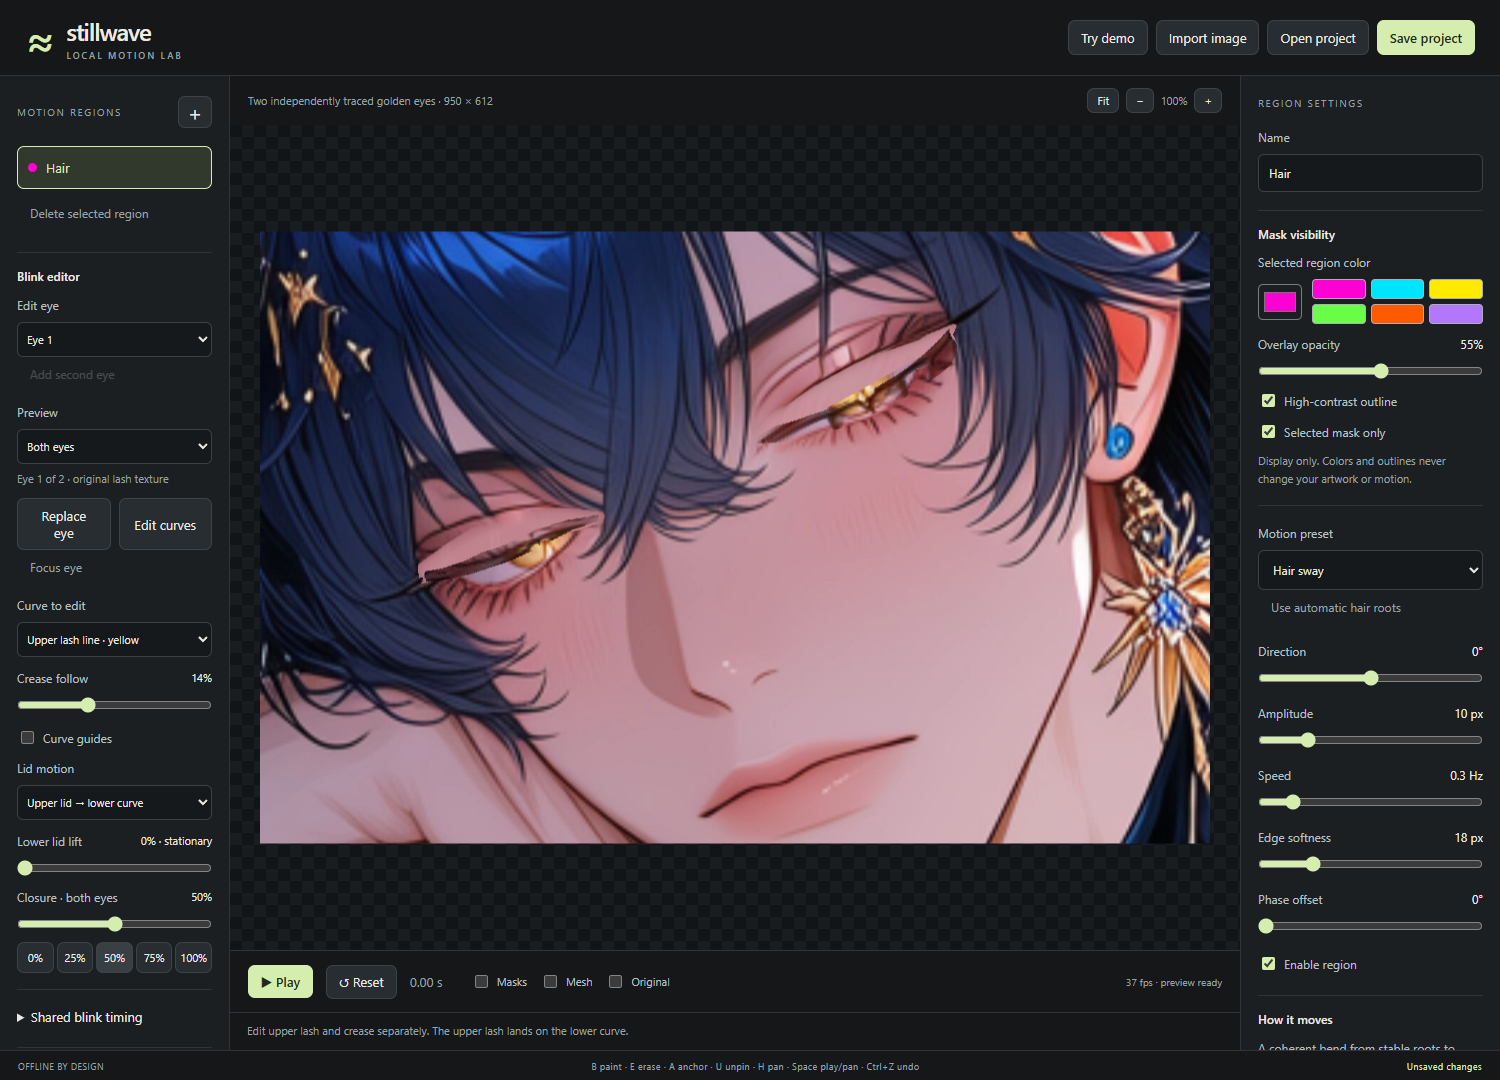 stillwave
LOCAL MOTION LAB
Try demo
Import image
Open project
Save project
MOTION REGIONS
+
Hair
Delete selected region
Blink editor
Edit eye
Eye 1
Add second eye
Preview
Both eyes
Eye 1 of 2 · original lash texture
Replace
eye
Edit curves
Focus eye
Curve to edit
Upper lash line · yellow
Crease follow 14%
Curve guides
Lid motion
Upper lid → lower curve
Lower lid lift 0% · stationary
Closure · both eyes 50%
0% 25% 50% 75% 100%
▶ Shared blink timing
Two independently traced golden eyes · 950 × 612
Fit − 100% +
▶ Play
↺ Reset
0.00 s
Masks
Mesh
Original
37 fps · preview ready
Edit upper lash and crease separately. The upper lash lands on the lower curve.
REGION SETTINGS
Name
Hair
Mask visibility
Selected region color
Overlay opacity 55%
High-contrast outline
Selected mask only
Display only. Colors and outlines never
change your artwork or motion.
Motion preset
Hair sway
Use automatic hair roots
Direction 0°
Amplitude 10 px
Speed 0.3 Hz
Edge softness 18 px
Phase offset 0°
Enable region
How it moves
A coherent bend from stable roots to
OFFLINE BY DESIGN
B paint · E erase · A anchor · U unpin · H pan · Space play/pan · Ctrl+Z undo
Unsaved changes